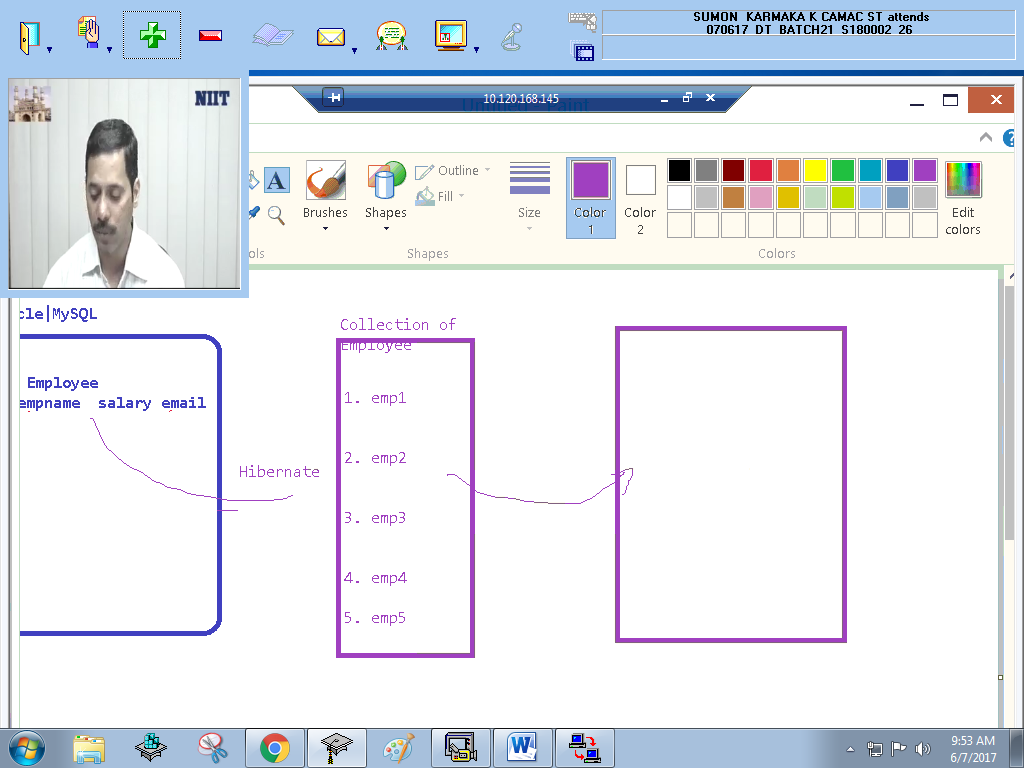 SUMON KARMAKA K CAMAC ST attends
070617 DT BATCH21 S180002 26
NIIT
10.120.168.145
A
Brushes
Shapes
Outline
Fill
Size
Color
1
Color
2
Edit
colors
ols
Shapes
Colors
cle|MySQL
Employee
empname salary email
Hibernate
Collection of
Employee
1. emp1
2. emp2
3. emp3
4. emp4
5. emp5
9:53 AM
6/7/2017